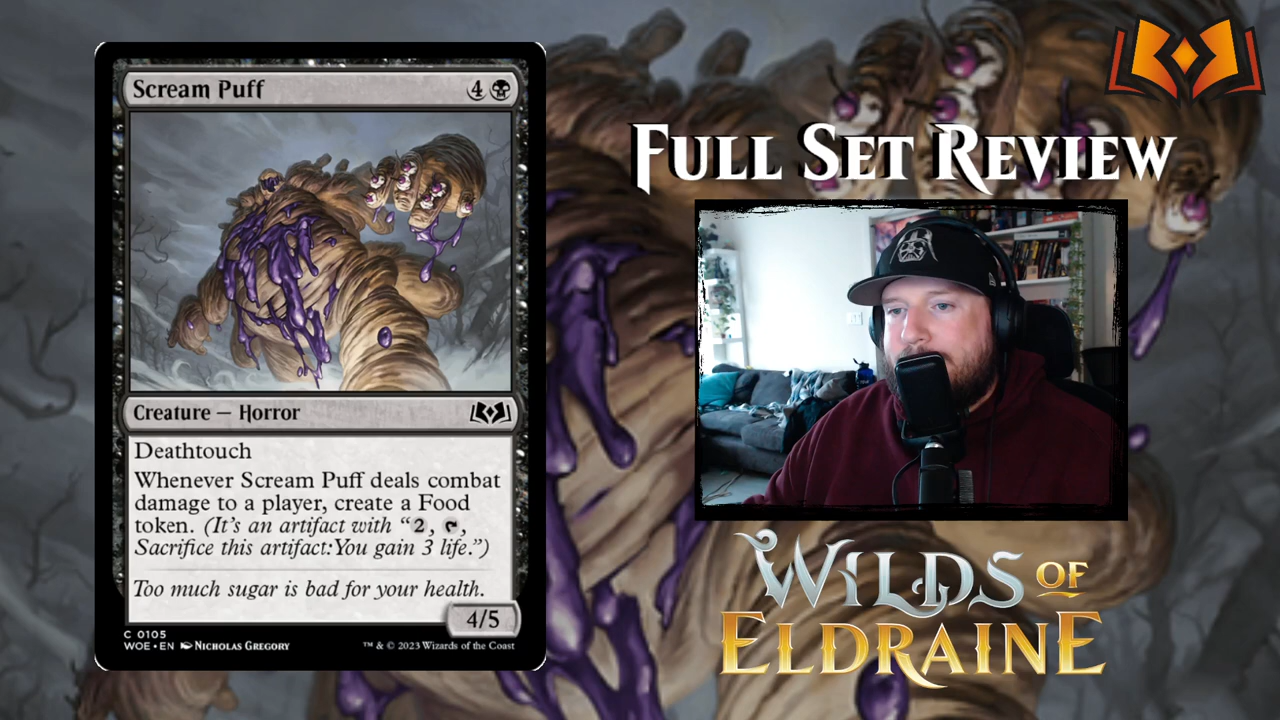 Scream Puff 4
Creature — Horror
Deathtouch
Whenever Scream Puff deals combat
damage to a player, create a Food
token. (It's an artifact with “2, ,
Sacrifice this artifact:You gain 3 life.”)
Too much sugar is bad for your health.
4/5
C 0105
WOE • EN Nicholas Gregory
™ & © 2023 Wizards of the Coast
Full Set Review
Wilds of
Eldraine